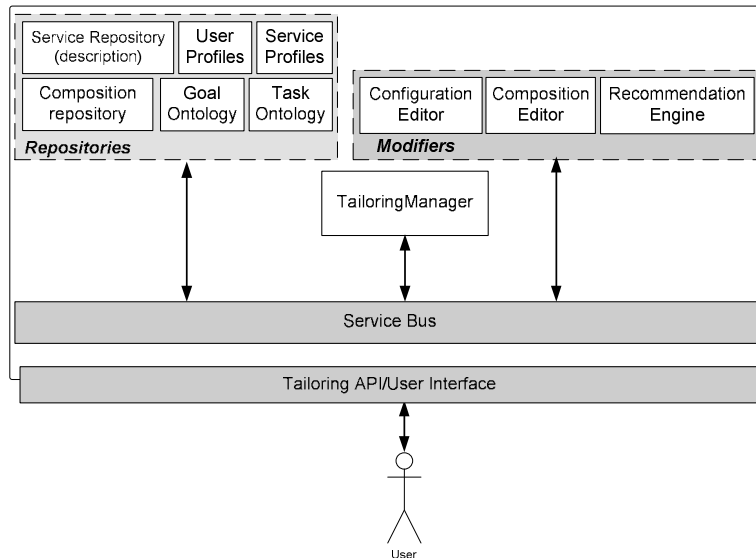 Service Repository
(description)
User
Profiles
Service
Profiles
Composition
repository
Goal
Ontology
Task
Ontology
Repositories
Configuration
Editor
Composition
Editor
Recommendation
Engine
Modifiers
TailoringManager
Service Bus
Tailoring API/User Interface
User